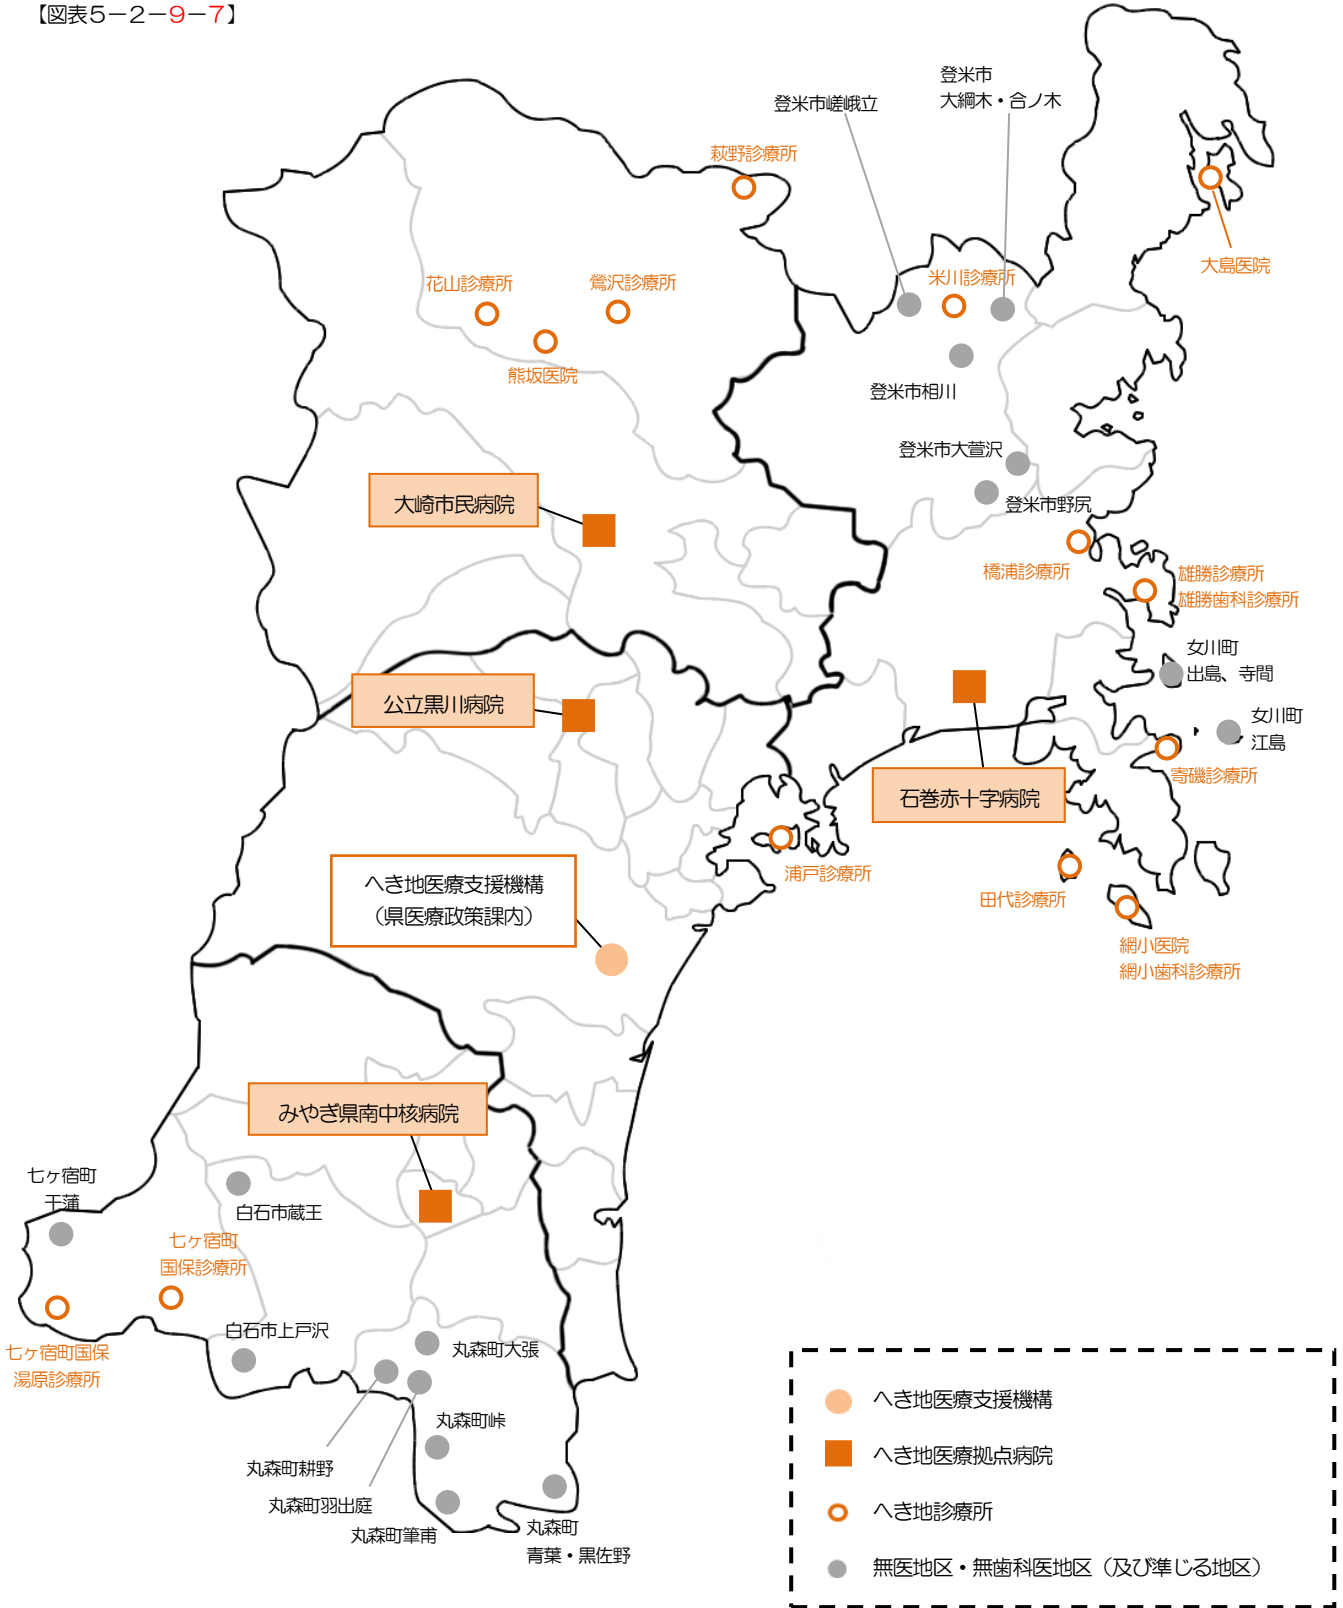 【図表5－2－9－7】
登米市
大綱木・合ノ木
登米市嵯峨立
萩野診療所
大島医院
花山診療所
鶯沢診療所
米川診療所
熊坂医院
登米市相川
登米市大萱沢
大崎市民病院
登米市野尻
橋浦診療所
雄勝診療所
雄勝歯科診療所
女川町
出島、寺間
公立黒川病院
女川町
江島
寄磯診療所
石巻赤十字病院
浦戸診療所
へき地医療支援機構
（県医療政策課内）
田代診療所
網小医院
網小歯科診療所
みやぎ県南中核病院
七ヶ宿町
干蒲
白石市蔵王
七ヶ宿町
国保診療所
白石市上戸沢
七ヶ宿町国保
湯原診療所
丸森町大張
丸森町峠
丸森町耕野
丸森町羽出庭
丸森町筆甫
丸森町
青葉・黒佐野
へき地医療支援機構
へき地医療拠点病院
へき地診療所
無医地区・無歯科医地区（及び準じる地区）